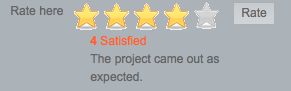 Rate here Rate
4 Satisfied
The project came out as
expected.